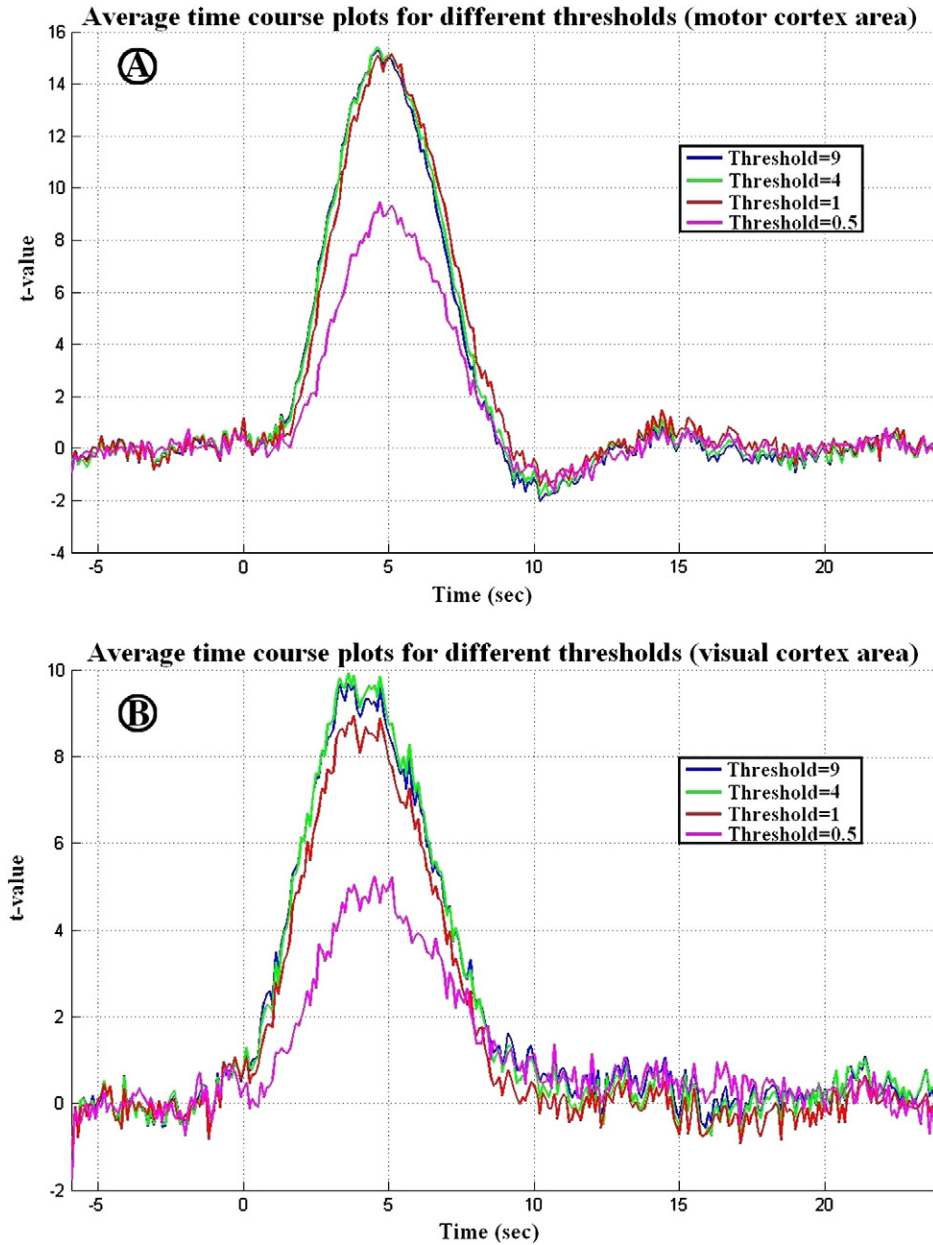 Average time course plots for different thresholds (motor cortex area)
A
16
14
12
10
8
6
4
2
0
-2
-4
t-value
Threshold=9
Threshold=4
Threshold=1
Threshold=0.5
-5 0 5 10 15 20
Time (sec)
Average time course plots for different thresholds (visual cortex area)
B
10
8
6
4
2
0
-2
t-value
Threshold=9
Threshold=4
Threshold=1
Threshold=0.5
-5 0 5 10 15 20
Time (sec)